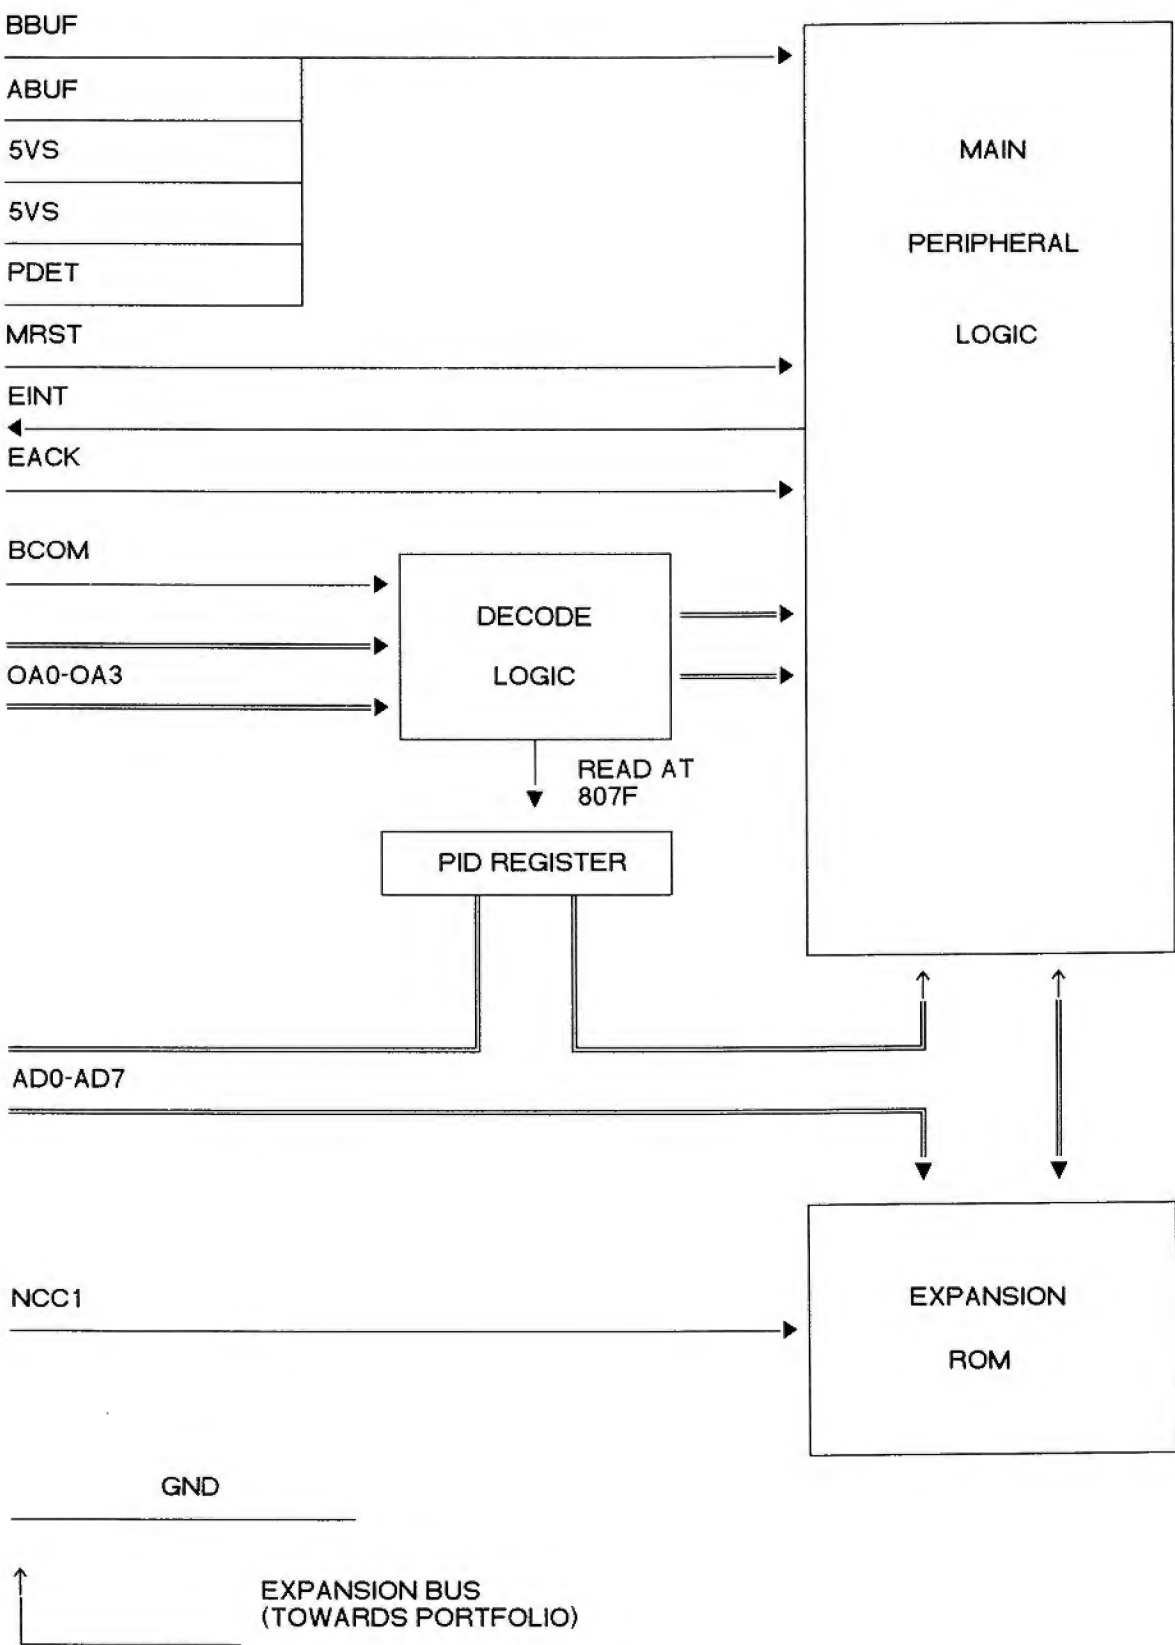 BBUF
ABUF
5VS
5VS
PDET
MRST
EINT
EACK
BCOM
OA0-OA3
MAIN
PERIPHERAL
LOGIC
DECODE
LOGIC
READ AT
807F
PID REGISTER
AD0-AD7
NCC1
EXPANSION
ROM
GND
EXPANSION BUS
(TOWARDS PORTFOLIO)